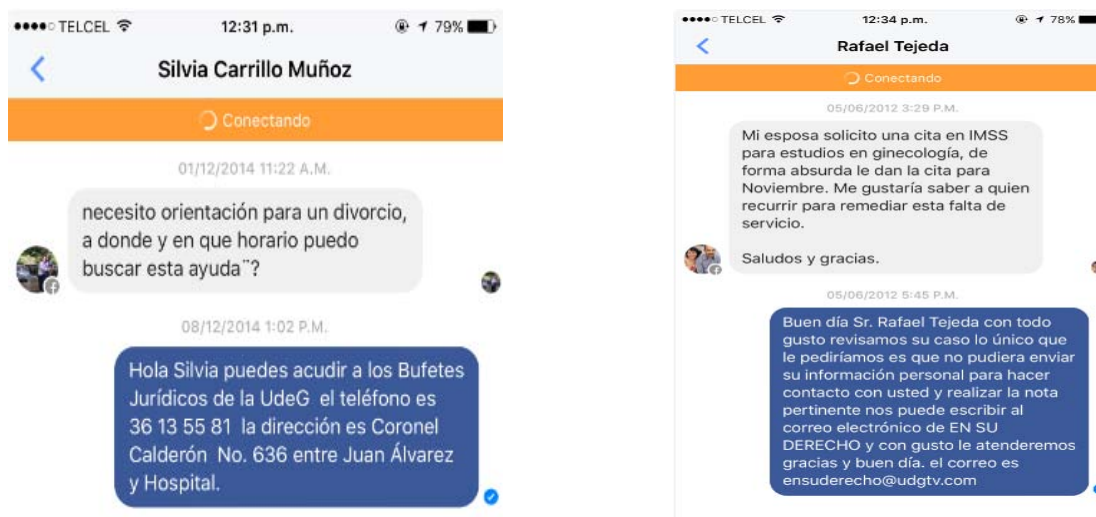 TELCEL 12:31 p.m. 79%
Silvia Carrillo Muñoz
Conectando
01/12/2014 11:22 A.M.
necesito orientación para un divorcio,
a donde y en que horario puedo
buscar esta ayuda¨?
08/12/2014 1:02 P.M.
Hola Silvia puedes acudir a los Bufetes
Jurídicos de la UdeG el teléfono es
36 13 55 81 la dirección es Coronel
Calderón No. 636 entre Juan Álvarez
y Hospital.
TELCEL 12:34 p.m. 78%
Rafael Tejeda
Conectando
05/06/2012 3:29 P.M.
Mi esposa solicito una cita en IMSS
para estudios en ginecología, de
forma absurda le dan la cita para
Noviembre. Me gustaría saber a quien
recurrir para remediar esta falta de
servicio.
Saludos y gracias.
05/06/2012 5:45 P.M.
Buen día Sr. Rafael Tejeda con todo
gusto revisamos su caso lo único que
le pediríamos es que no pudiera enviar
su información personal para hacer
contacto con usted y realizar la nota
pertinente nos puede escribir al
correo electrónico de EN SU
DERECHO y con gusto le atenderemos
gracias y buen día. el correo es
ensuderecho@udgtv.com